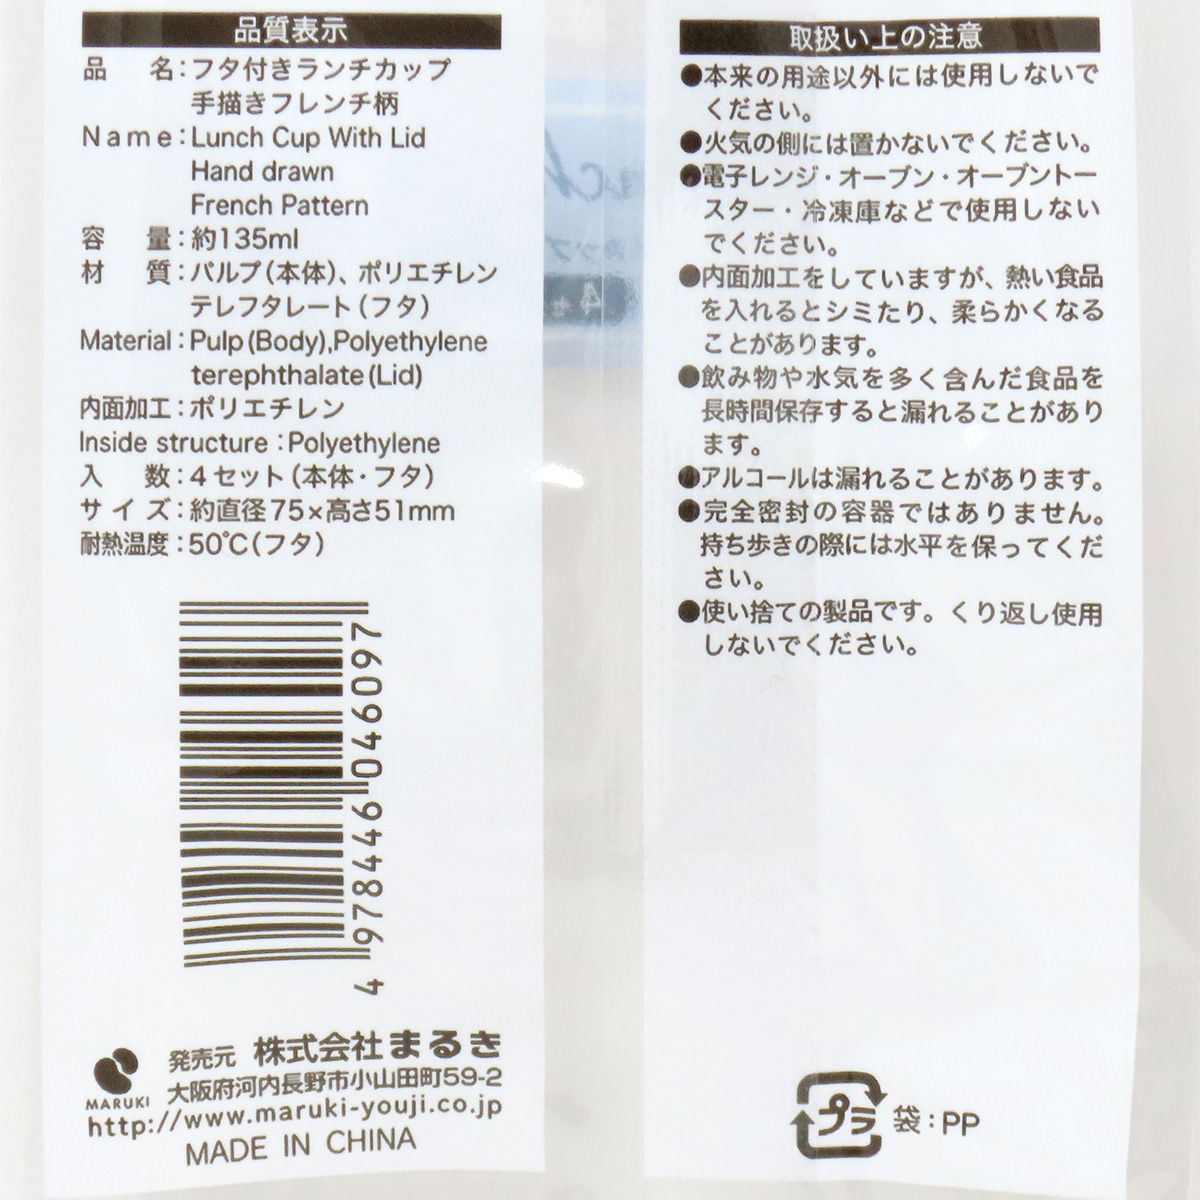 品質表示
品 名：フタ付きランチカップ
手描きフレンチ柄
Name：Lunch Cup With Lid
Hand drawn
French Pattern
容 量：約135ml
材 質：パルプ（本体）、ポリエチレン
テレフタレート（フタ）
Material：Pulp(Body),Polyethylene
terephthalate(Lid)
内面加工：ポリエチレン
Inside structure：Polyethylene
入 数：4セット（本体・フタ）
サイズ：約直径75×高さ51mm
耐熱温度：50℃（フタ）
4 978446 046097
発売元 株式会社まるき
大阪府河内長野市小山田町59-2
MARUKI
http://www.maruki-youji.co.jp
MADE IN CHINA
取扱い上の注意
●本来の用途以外には使用しないで
ください。
●火気の側には置かないでください。
●電子レンジ・オーブン・オーブントー
スター・冷凍庫などで使用しない
でください。
●内面加工をしていますが、熱い食品
を入れるとシミたり、柔らかくなる
ことがあります。
●飲み物や水気を多く含んだ食品を
長時間保存すると漏れることがあり
ます。
●アルコールは漏れることがあります。
●完全密封の容器ではありません。
持ち歩きの際には水平を保ってくだ
さい。
●使い捨ての製品です。くり返し使用
しないでください。
プラ 袋：PP